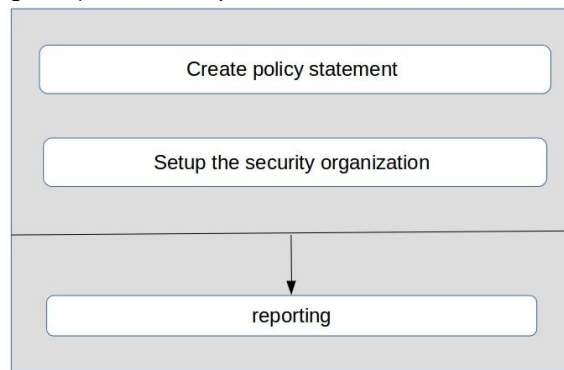 Create policy statement
Setup the security organization
reporting